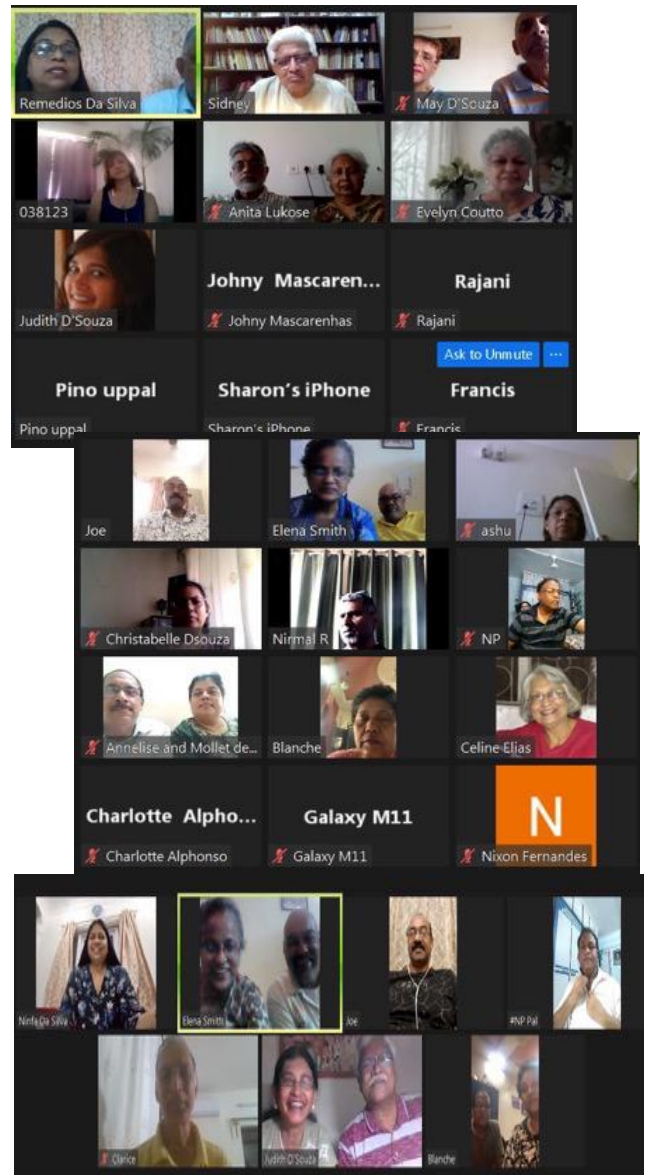 Remedios Da Silva
Sidney
May D'Souza
038123
Anita Lukose
Evelyn Coutto
Judith D'Souza
Johny Mascaren...
Johny Mascarenhas
Rajani
Rajani
Ask to Unmute ...
Pino uppal
Pino uppal
Sharon's iPhone
Sharon's iPhone
Francis
Francis
Joe
Elena Smith
ashu
Christabelle Dsouza
Nirmal R
NP
Annelise and Mollet de...
Blanche
Celine Elias
Charlotte Alpho...
Charlotte Alphonso
Galaxy M11
Galaxy M11
N
Nixon Fernandes
Ninfa Da Silva
Elena Smith
Joe
#NP Pal
Clarice
Judith D'Souza
Blanche